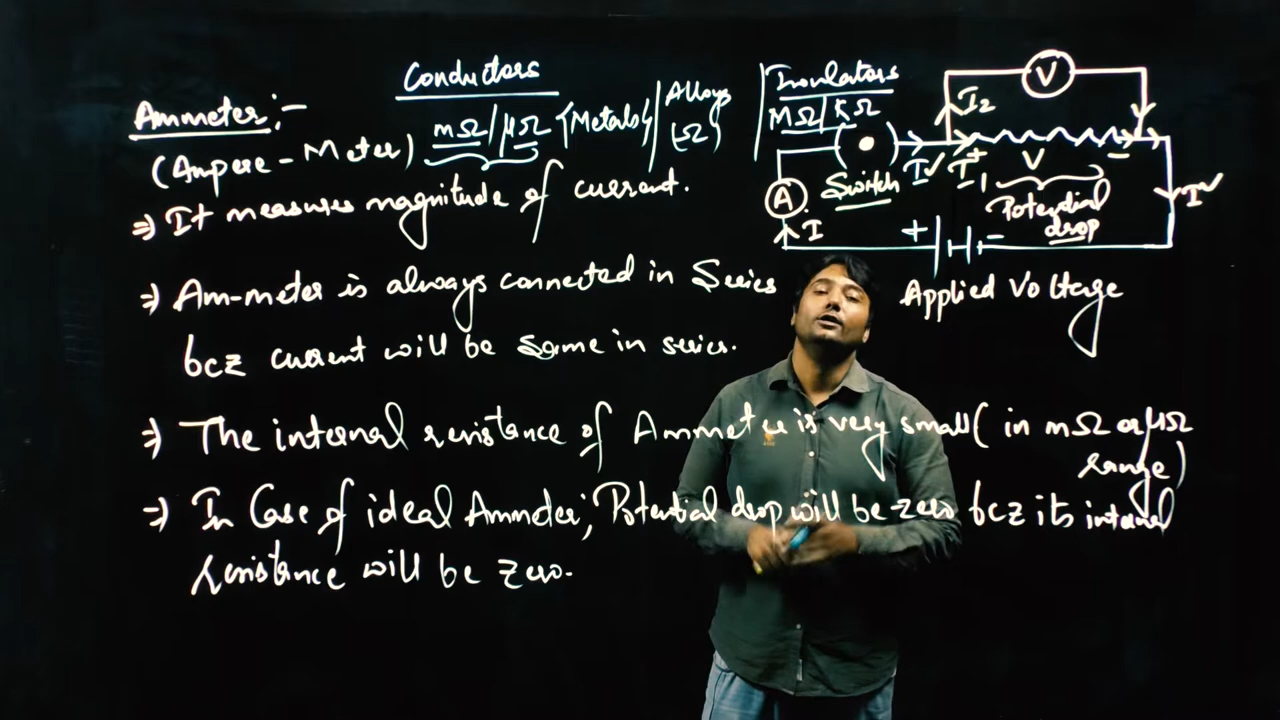 Conductors
Ammeter:-
(Ampere-Meter)
mΩ/μΩ {Metals}
Alloys
(Ω)
Insulators
MΩ/kΩ
⇒ It measures magnitude of current.
⇒ Am-meter is always connected in Series
bcz current will be same in series.
⇒ The internal resistance of Ammeter is very small (in mΩ or μΩ
range)
⇒ In Case of ideal Ammeter; Potential drop will be zero bcz its internal
resistance will be zero.
V
I2
(•)
I✓
I1
+ V -
A
Switch
Potential
drop
I✓
I
+ -
Applied Voltage